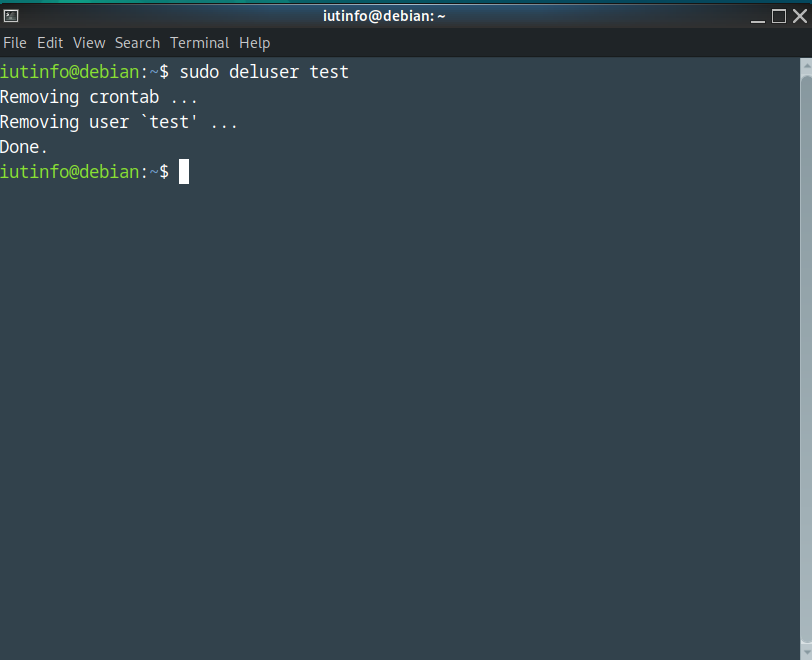 iutinfo@debian: ~
File Edit View Search Terminal Help
iutinfo@debian:~$ sudo deluser test
Removing crontab ...
Removing user `test' ...
Done.
iutinfo@debian:~$